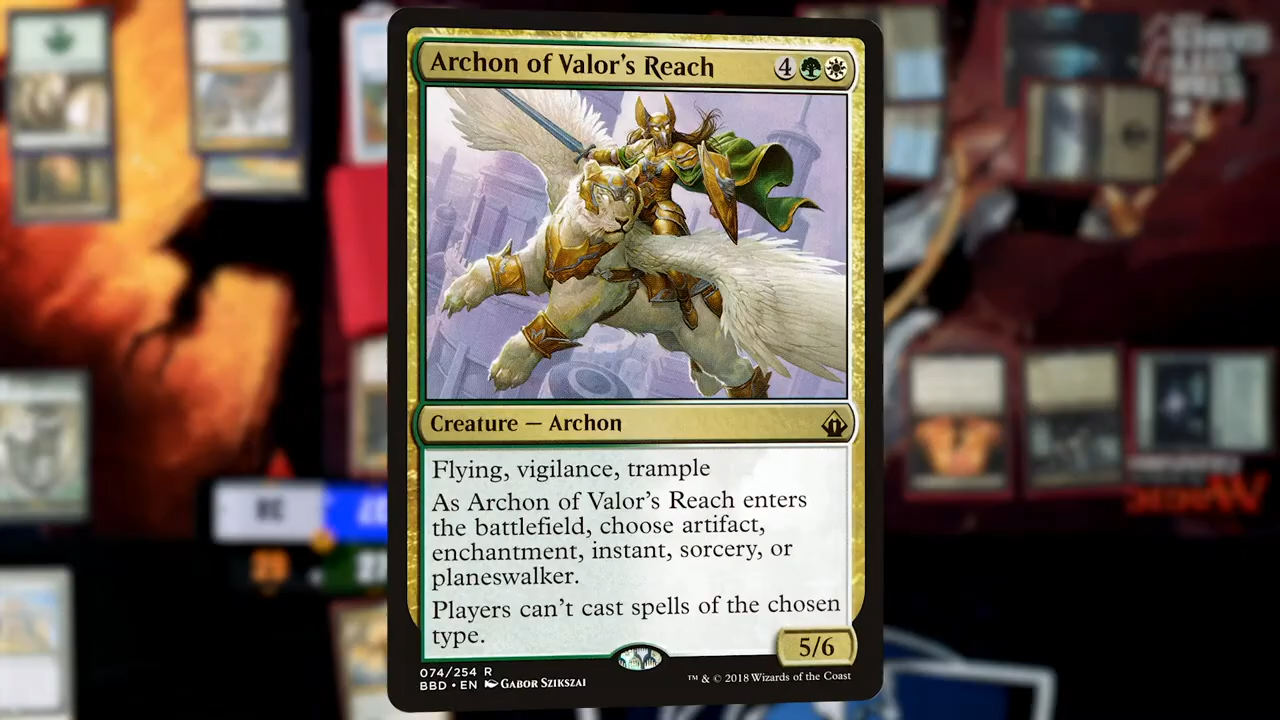 Archon of Valor's Reach
4
Creature — Archon
Flying, vigilance, trample
As Archon of Valor's Reach enters
the battlefield, choose artifact,
enchantment, instant, sorcery, or
planeswalker.
Players can't cast spells of the chosen
type.
5/6
074/254 R
BBD • EN Gabor Szikszai
™ & © 2018 Wizards of the Coast